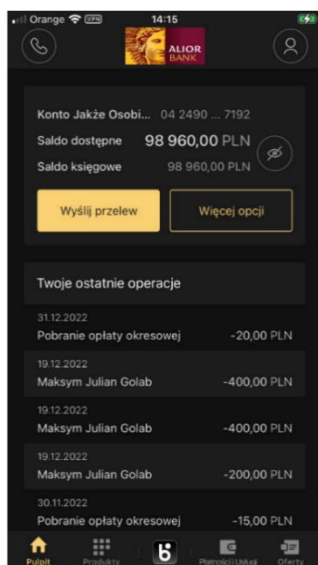 Orange VPN 14:15
ALIOR
BANK
Konto Jakże Osobi... 04 2490 ... 7192
Saldo dostępne 98 960,00 PLN
Saldo księgowe 98 960,00 PLN
Wyślij przelew Więcej opcji
Twoje ostatnie operacje
31.12.2022
Pobranie opłaty okresowej -20,00 PLN
19.12.2022
Maksym Julian Golab -400,00 PLN
19.12.2022
Maksym Julian Golab -400,00 PLN
19.12.2022
Maksym Julian Golab -200,00 PLN
30.11.2022
Pobranie opłaty okresowej -15,00 PLN
Pulpit Produkty Płatności i Usługi Oferty